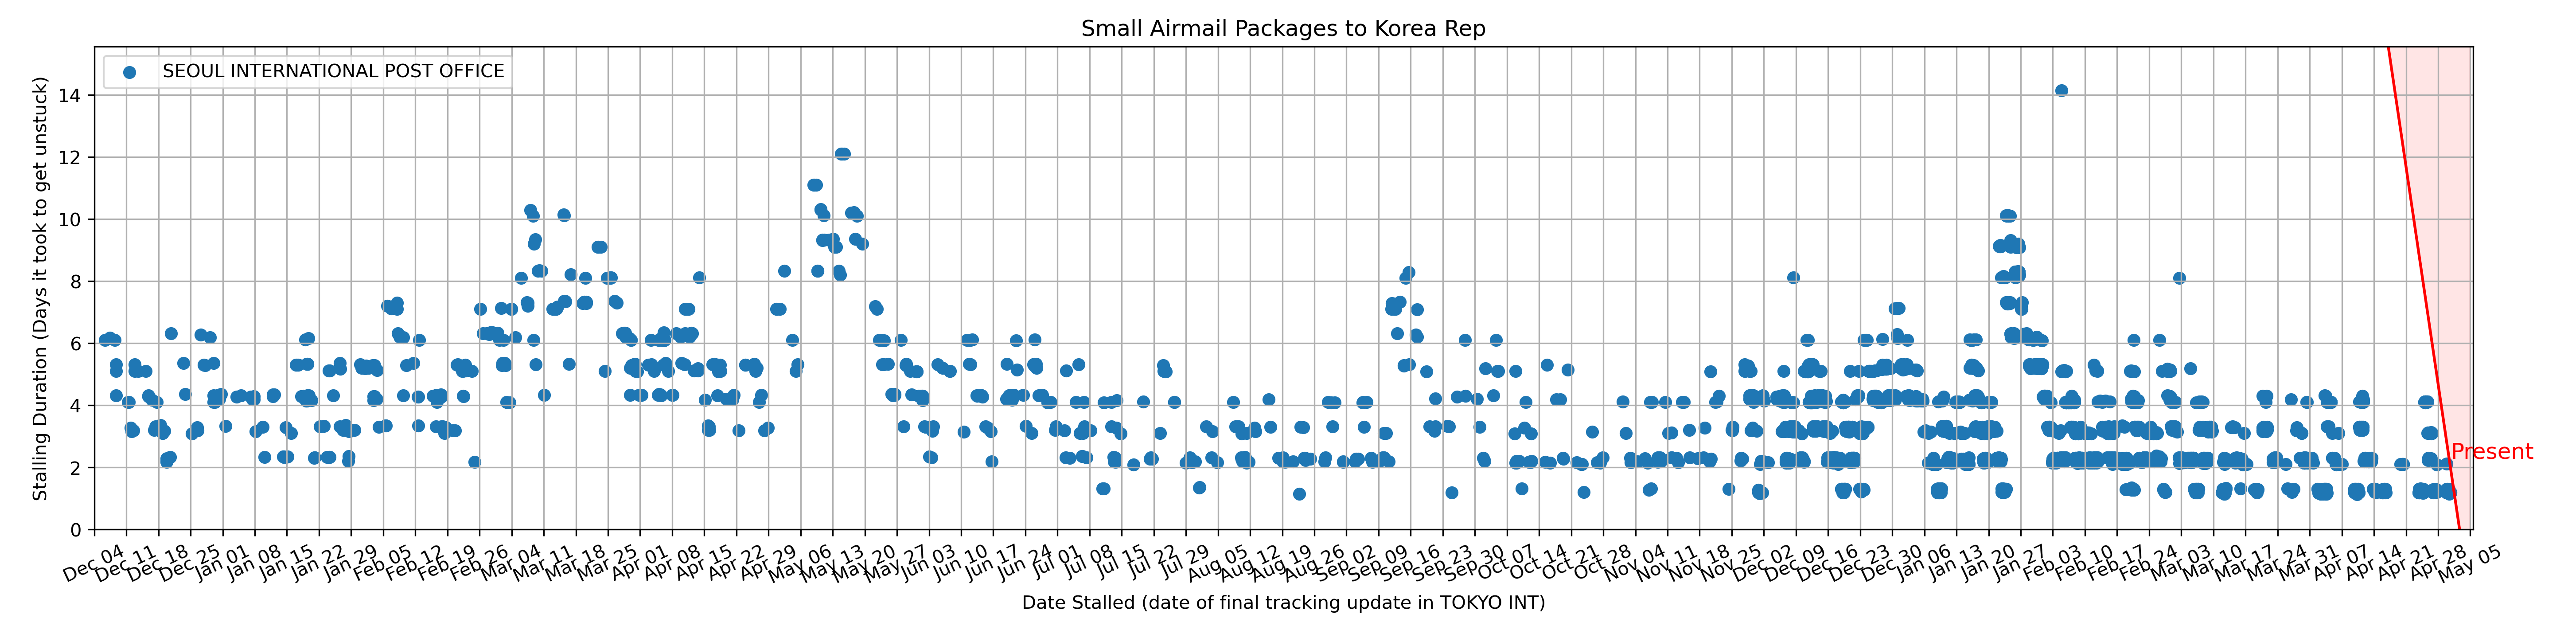 Small Airmail Packages to Korea Rep
SEOUL INTERNATIONAL POST OFFICE
Stalling Duration (Days it took to get unstuck)
14
12
10
8
6
4
2
0
Present
Dec 04
Dec 11
Dec 18
Dec 25
Jan 01
Jan 08
Jan 15
Jan 22
Jan 29
Feb 05
Feb 12
Feb 19
Feb 26
Mar 04
Mar 11
Mar 18
Mar 25
Apr 01
Apr 08
Apr 15
Apr 22
Apr 29
May 06
May 13
May 20
May 27
Jun 03
Jun 10
Jun 17
Jun 24
Jul 01
Jul 08
Jul 15
Jul 22
Jul 29
Aug 05
Aug 12
Aug 19
Aug 26
Sep 02
Sep 09
Sep 16
Sep 23
Sep 30
Oct 07
Oct 14
Oct 21
Oct 28
Nov 04
Nov 11
Nov 18
Nov 25
Dec 02
Dec 09
Dec 16
Dec 23
Dec 30
Jan 06
Jan 13
Jan 20
Jan 27
Feb 03
Feb 10
Feb 17
Feb 24
Mar 03
Mar 10
Mar 17
Mar 24
Mar 31
Apr 07
Apr 14
Apr 21
Apr 28
May 05
Date Stalled (date of final tracking update in TOKYO INT)